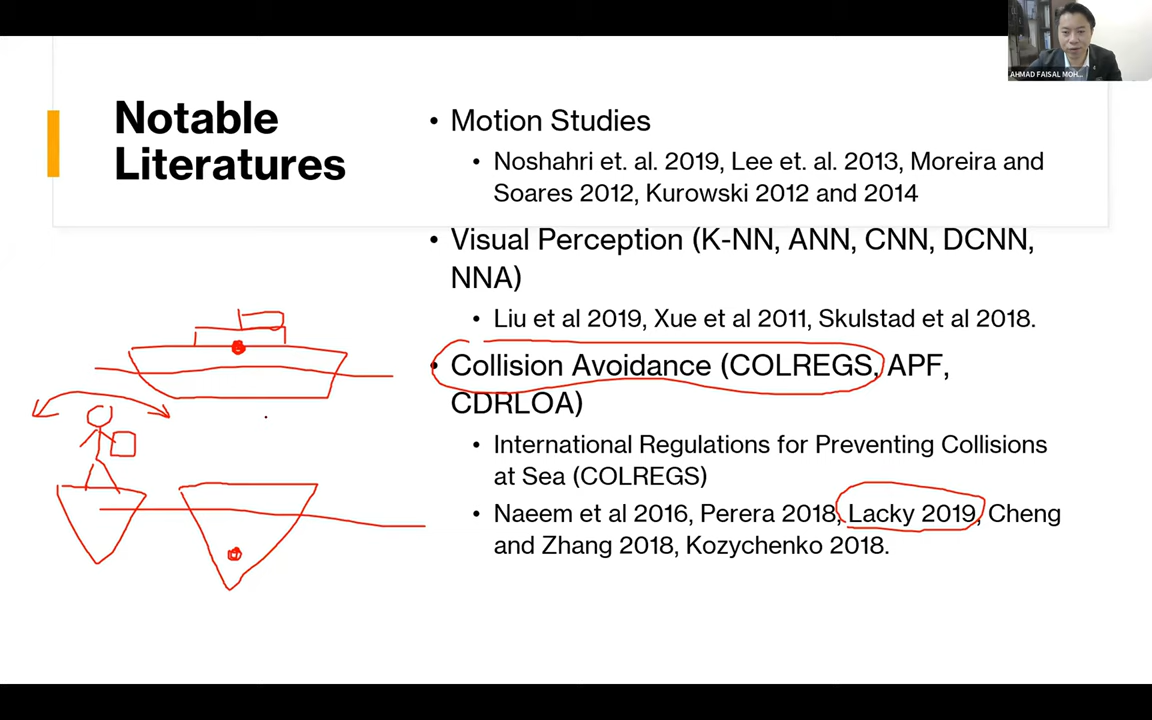 AHMAD FAISAL MOH...
Notable
Literatures
• Motion Studies
• Noshahri et. al. 2019, Lee et. al. 2013, Moreira and
Soares 2012, Kurowski 2012 and 2014
• Visual Perception (K-NN, ANN, CNN, DCNN,
NNA)
• Liu et al 2019, Xue et al 2011, Skulstad et al 2018.
• Collision Avoidance (COLREGS, APF,
CDRLOA)
• International Regulations for Preventing Collisions
at Sea (COLREGS)
• Naeem et al 2016, Perera 2018, Lacky 2019, Cheng
and Zhang 2018, Kozychenko 2018.